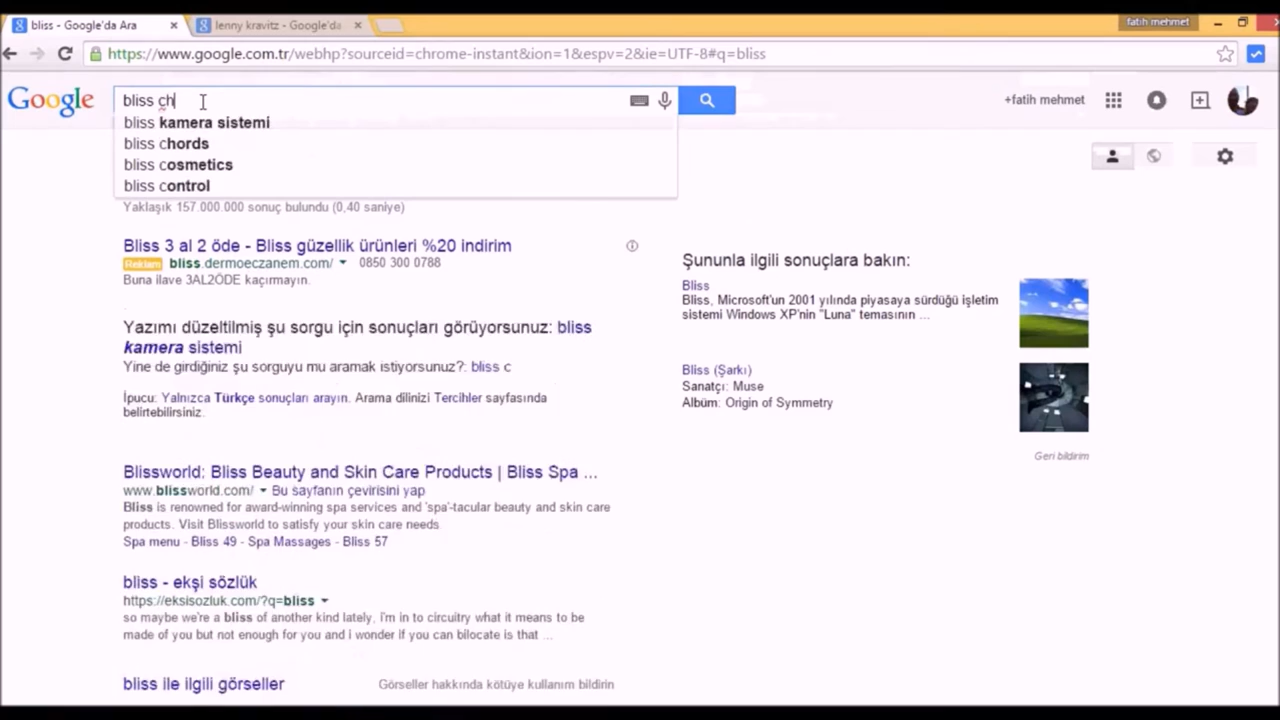 bliss - Google'da Ara
lenny kravitz - Google'da
fatih mehmet
https://www.google.com.tr/webhp?sourceid=chrome-instant&ion=1&espv=2&ie=UTF-8#q=bliss
Google
bliss ch
+fatih mehmet
bliss kamera sistemi
bliss chords
bliss cosmetics
bliss control
Yaklaşık 157.000.000 sonuç bulundu (0,40 saniye)
Bliss 3 al 2 öde - Bliss güzellik ürünleri %20 indirim
Reklam bliss.dermoeczanem.com/ 0850 300 0788
Buna ilave 3AL2ÖDE kaçırmayın.
Yazımı düzeltilmiş şu sorgu için sonuçları görüyorsunuz: bliss
kamera sistemi
Yine de girdiğiniz şu sorguyu mu aramak istiyorsunuz?: bliss c
İpucu: Yalnızca Türkçe sonuçları arayın. Arama dilinizi Tercihler sayfasında
belirtebilirsiniz.
Blissworld: Bliss Beauty and Skin Care Products | Bliss Spa ...
www.blissworld.com/ Bu sayfanın çevirisini yap
Bliss is renowned for award-winning spa services and 'spa'-tacular beauty and skin care
products. Visit Blissworld to satisfy your skin care needs.
Spa menu - Bliss 49 - Spa Massages - Bliss 57
bliss - ekşi sözlük
https://eksisozluk.com/?q=bliss
so maybe we're a bliss of another kind lately, i'm in to circuitry what it means to be
made of you but not enough for you and i wonder if you can bilocate is that ...
bliss ile ilgili görseller
Görseller hakkında kötüye kullanım bildirin
Şununla ilgili sonuçlara bakın:
Bliss
Bliss, Microsoft'un 2001 yılında piyasaya sürdüğü işletim
sistemi Windows XP'nin "Luna" temasının ...
Bliss (Şarkı)
Sanatçı: Muse
Albüm: Origin of Symmetry
Geri bildirim